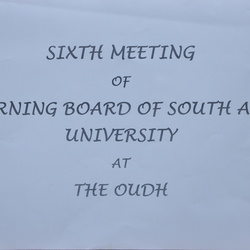 SIXTH MEETING
OF
RNING BOARD OF SOUTH A
UNIVERSITY
AT
THE OUDH